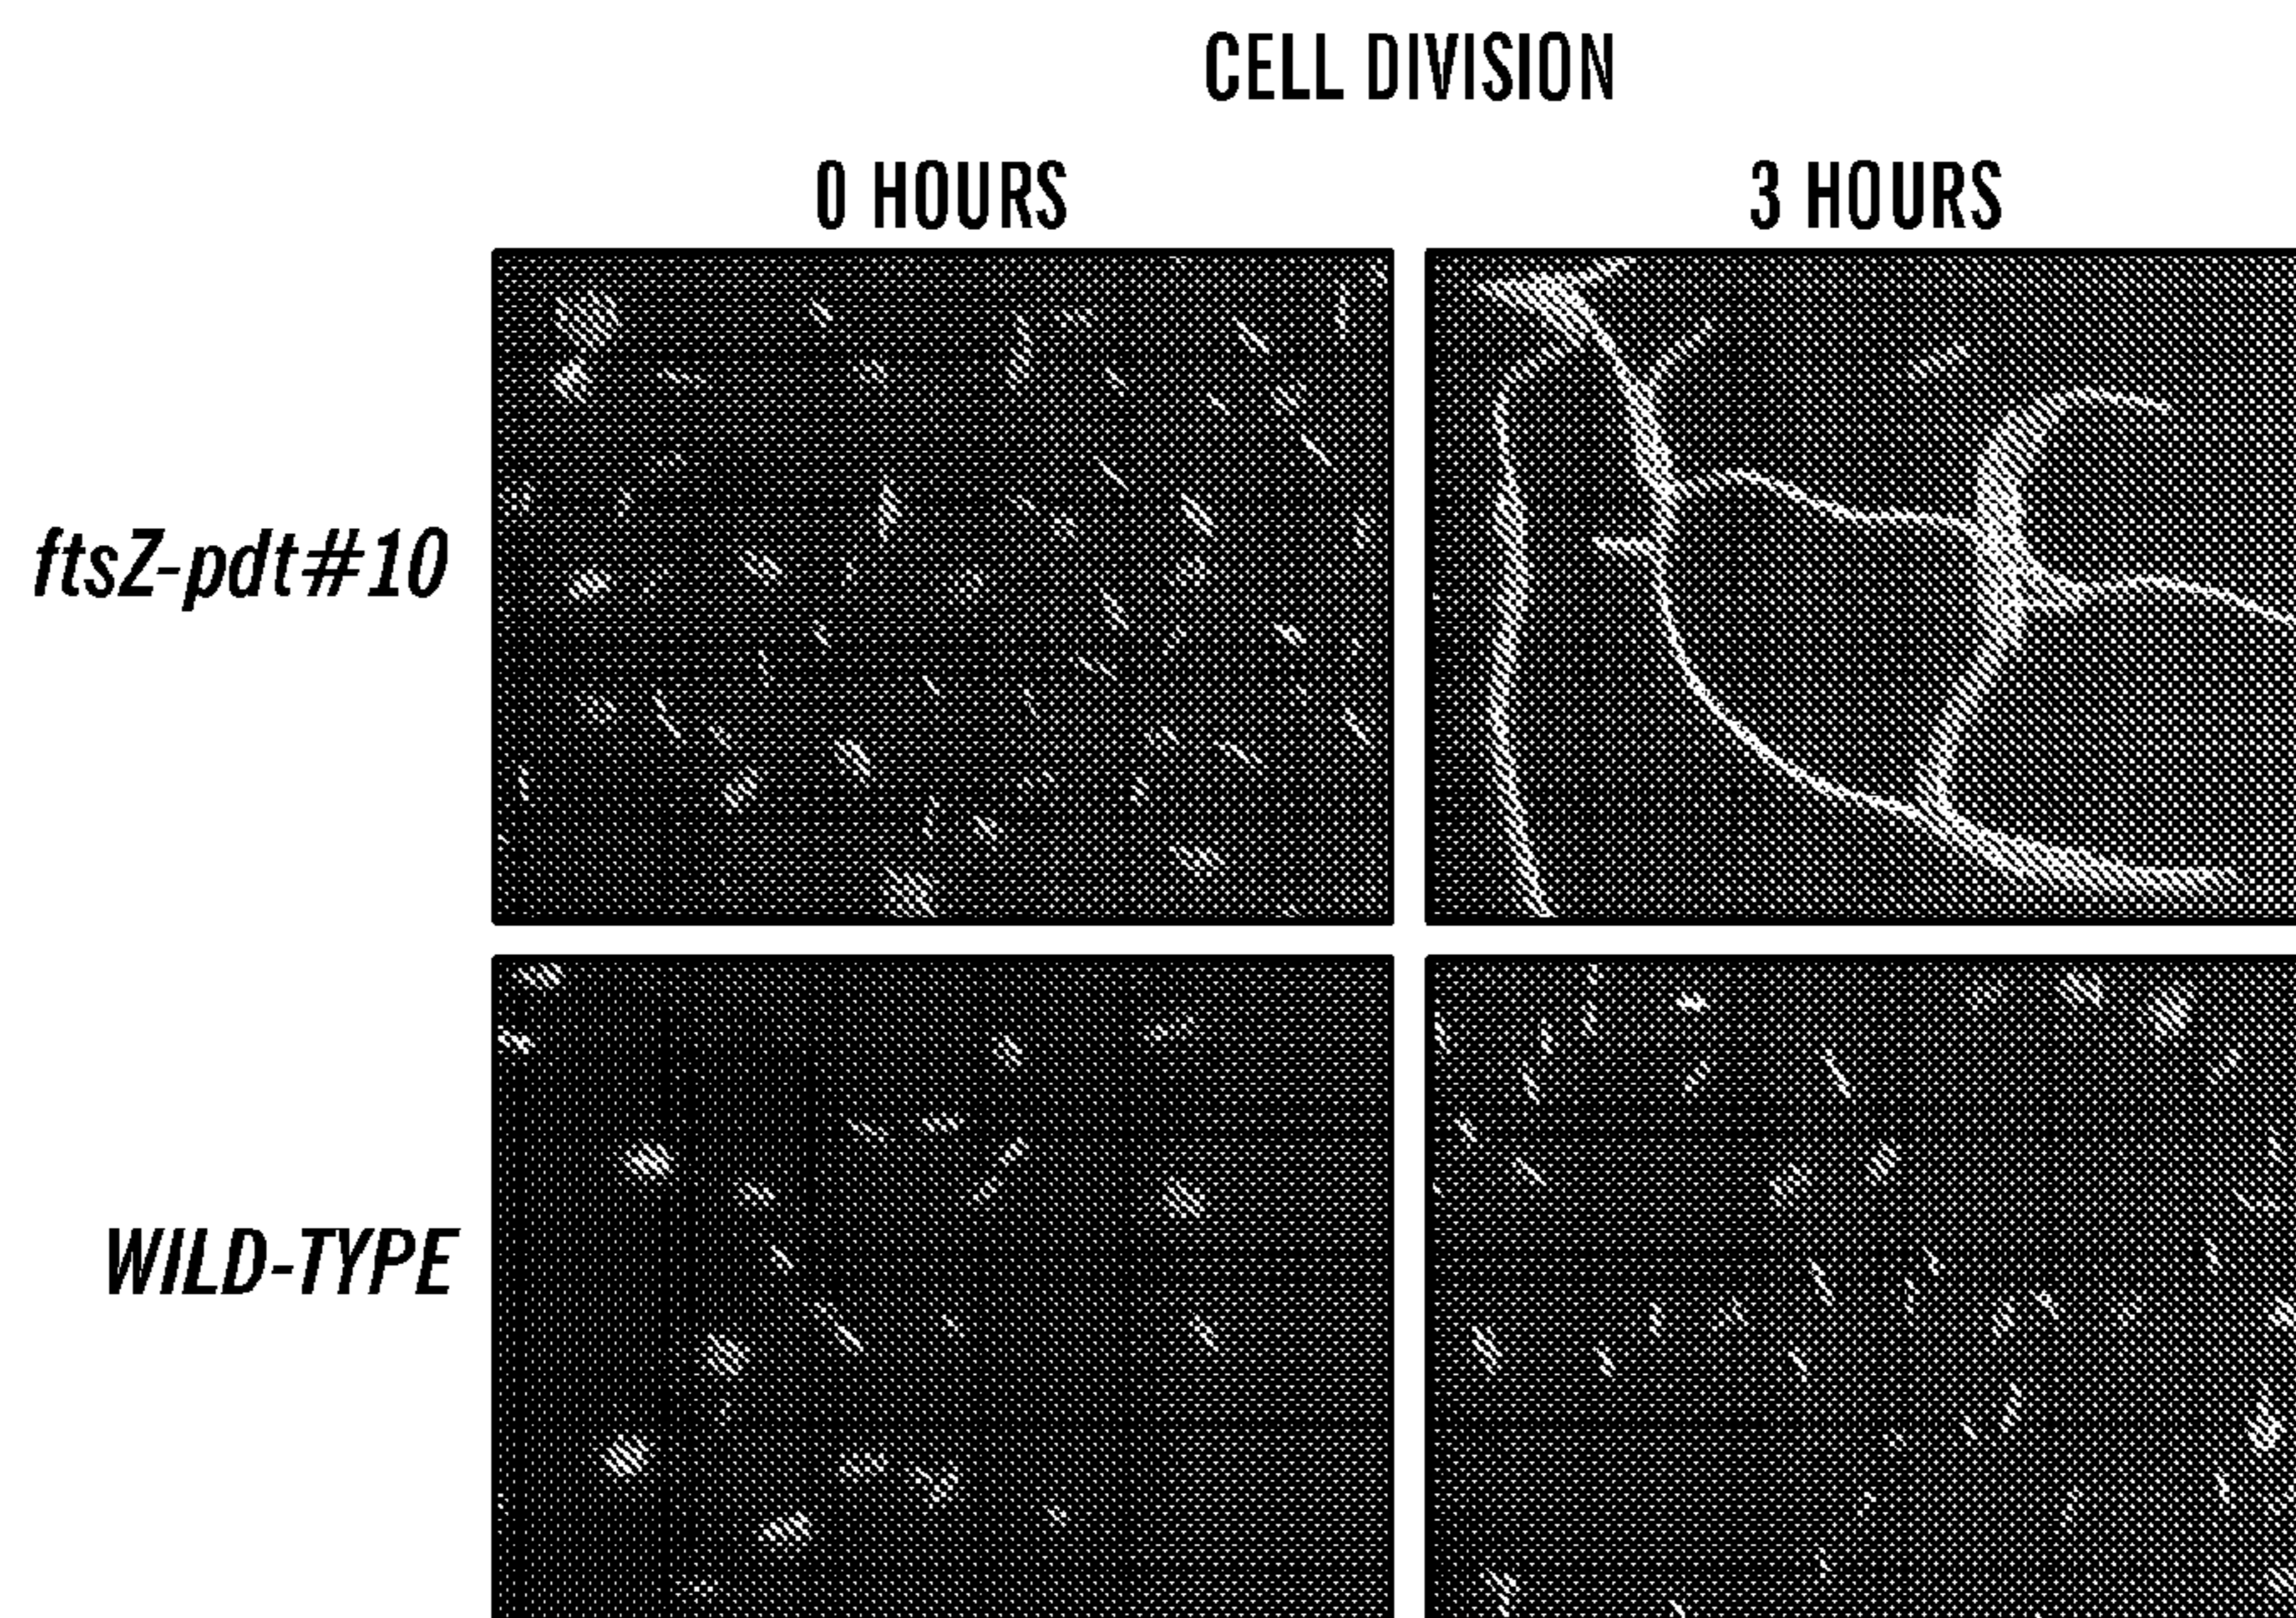 CELL DIVISION
0 HOURS
3 HOURS
ftsZ-pdt#10
WILD-TYPE